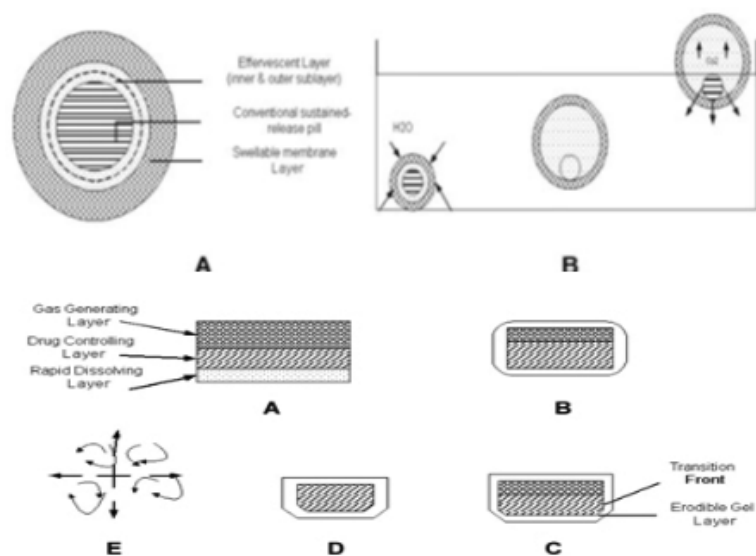 Effervescent Layer
(inner & outer sublayer)
Conventional sustained-
release pill
Swellable membrane
Layer
H2O
A
B
Gas Generating
Layer
Drug Controlling
Layer
Rapid Dissolving
Layer
A
B
E
D
C
Transition
Front
Erodible Gel
Layer